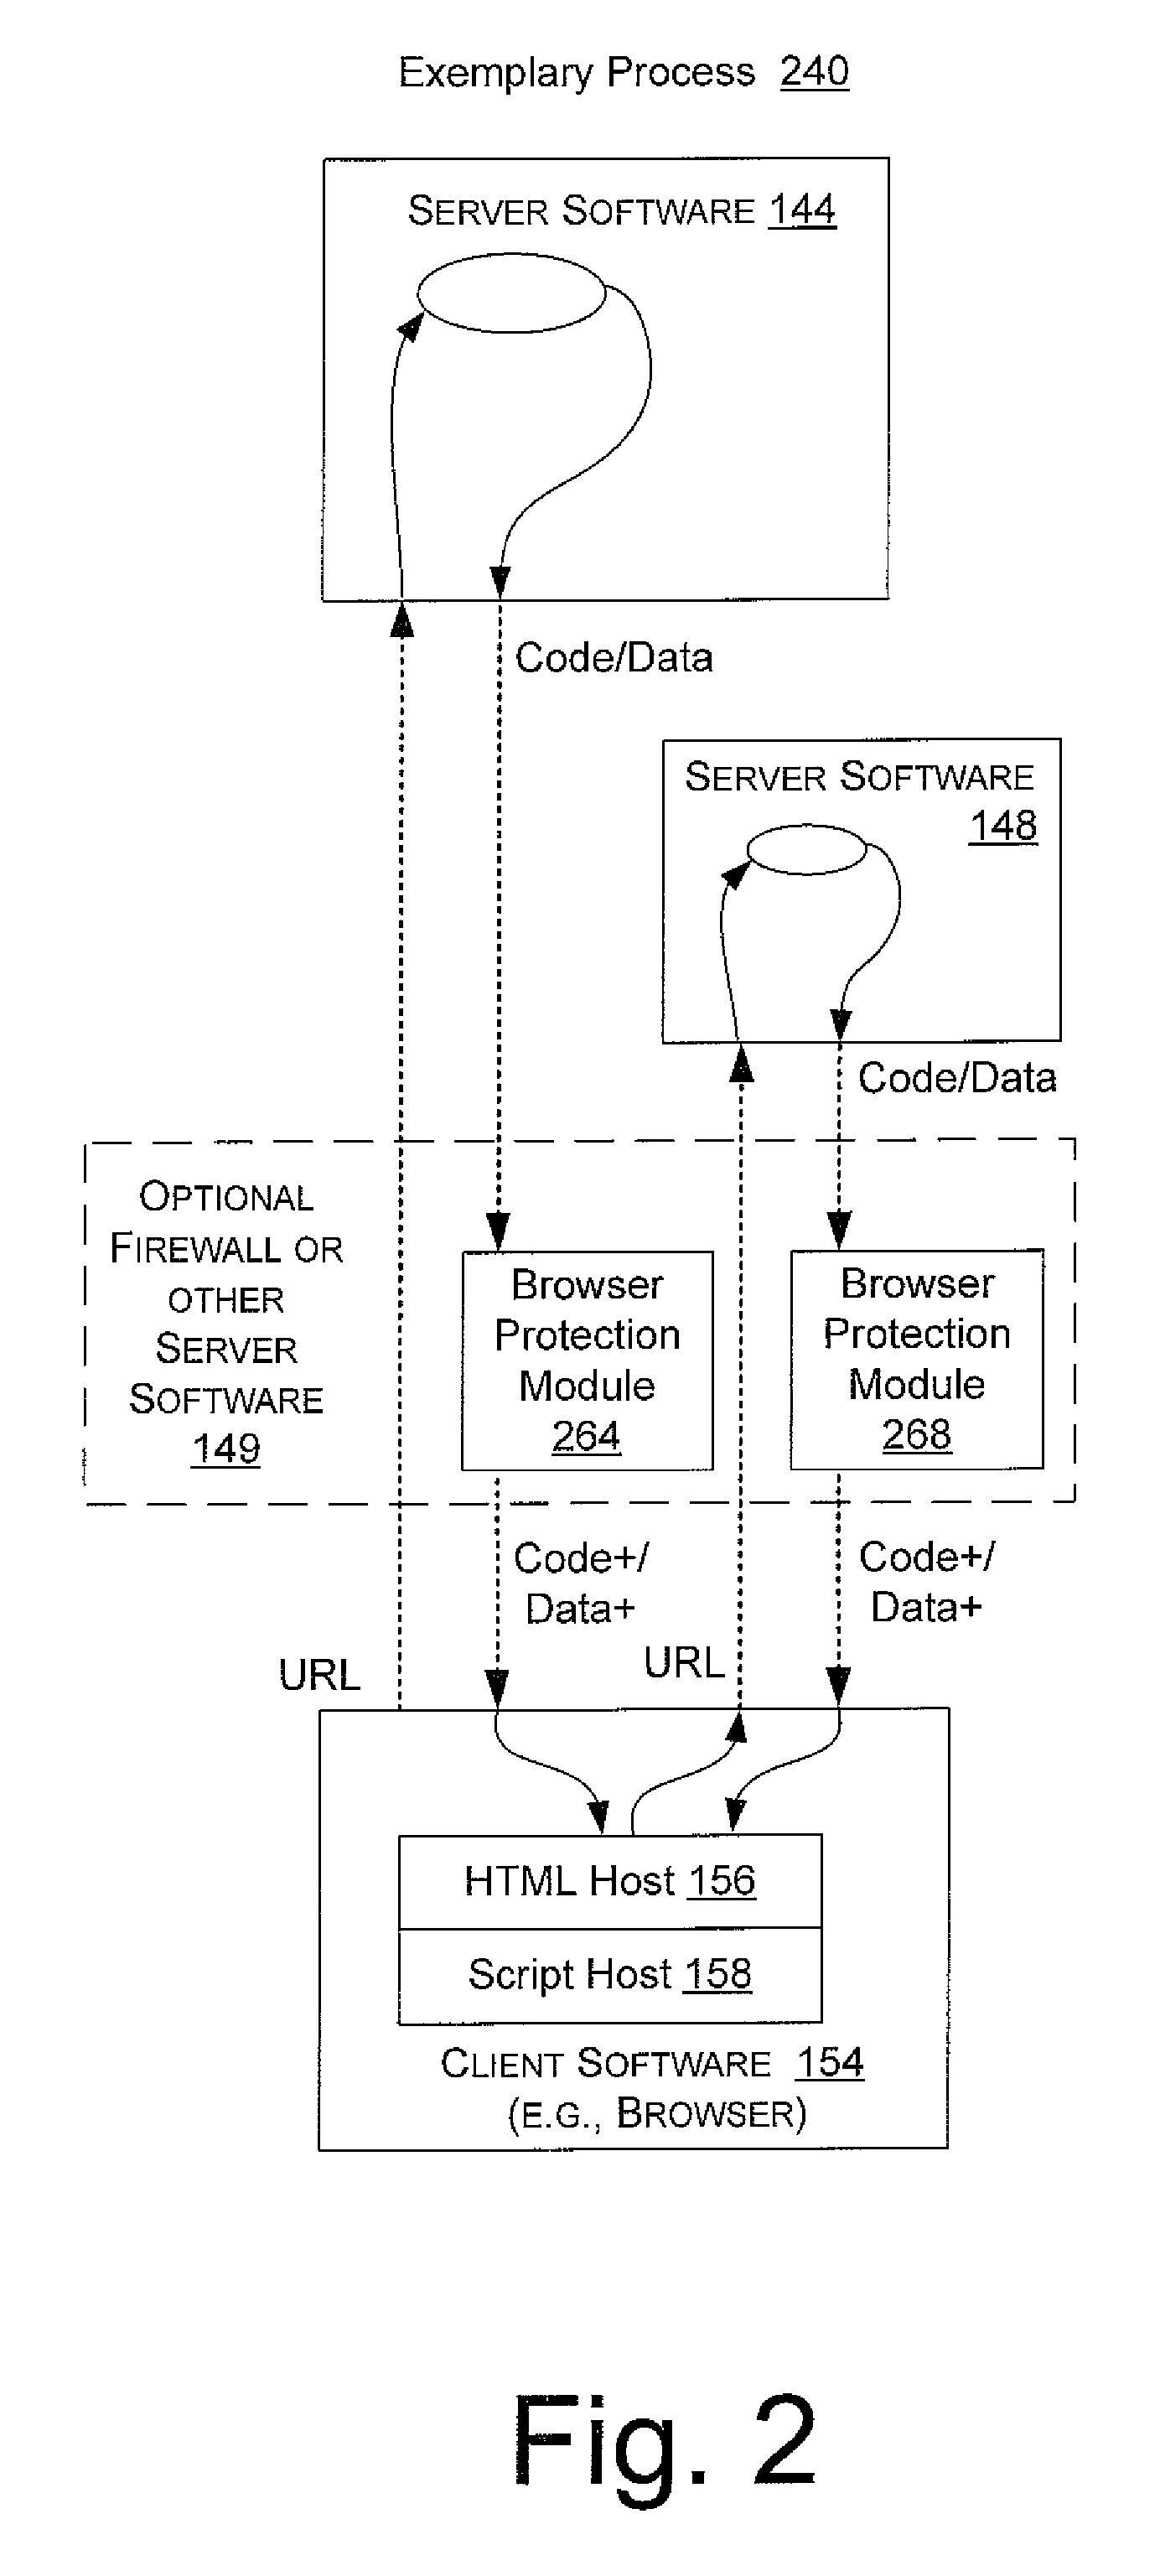 Exemplary Process 240
SERVER SOFTWARE 144
Code/Data
SERVER SOFTWARE
148
Code/Data
OPTIONAL
FIREWALL OR
OTHER
SERVER
SOFTWARE
149
Browser
Protection
Module
264
Browser
Protection
Module
268
Code+/
Data+
Code+/
Data+
URL
URL
HTML Host 156
Script Host 158
CLIENT SOFTWARE 154
(E.G., BROWSER)
Fig. 2